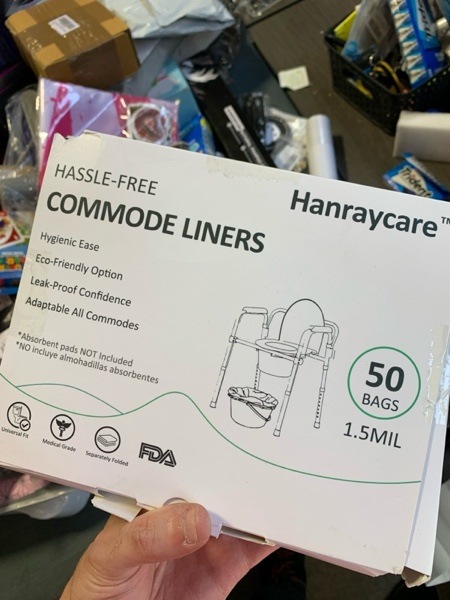 HASSLE-FREE
COMMODE LINERS
Hanraycare™
Hygienic Ease
Eco-Friendly Option
Leak-Proof Confidence
Adaptable All Commodes
*Absorbent pads NOT Included
*NO incluye almohadillas absorbentes
50
BAGS
1.5MIL
Universal Fit
Medical Grade
Separately Folded
FDA
Trident